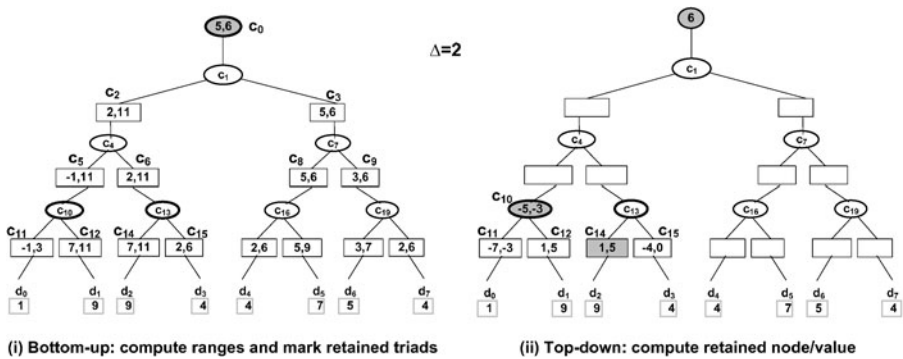 5,6 c0
6
Δ=2
c1
c1
C2
C3
2,11
5,6
c4
c7
c4
c7
C5 C6
C8 C9
-1,11 2,11
5,6 3,6
C10
c10 c13
c16 c19
-5,-3 c13
c16 c19
C11 C12 C14 C15
C11 C12 C14 C15
-1,3 7,11 7,11 2,6
2,6 5,9 3,7 2,6
-7,-3 1,5 1,5 -4,0
d0 d1 d2 d3 d4 d5 d6 d7
1 9 9 4 4 7 5 4
d0 d1 d2 d3 d4 d5 d6 d7
1 9 9 4 4 7 5 4
(i) Bottom-up: compute ranges and mark retained triads
(ii) Top-down: compute retained node/value